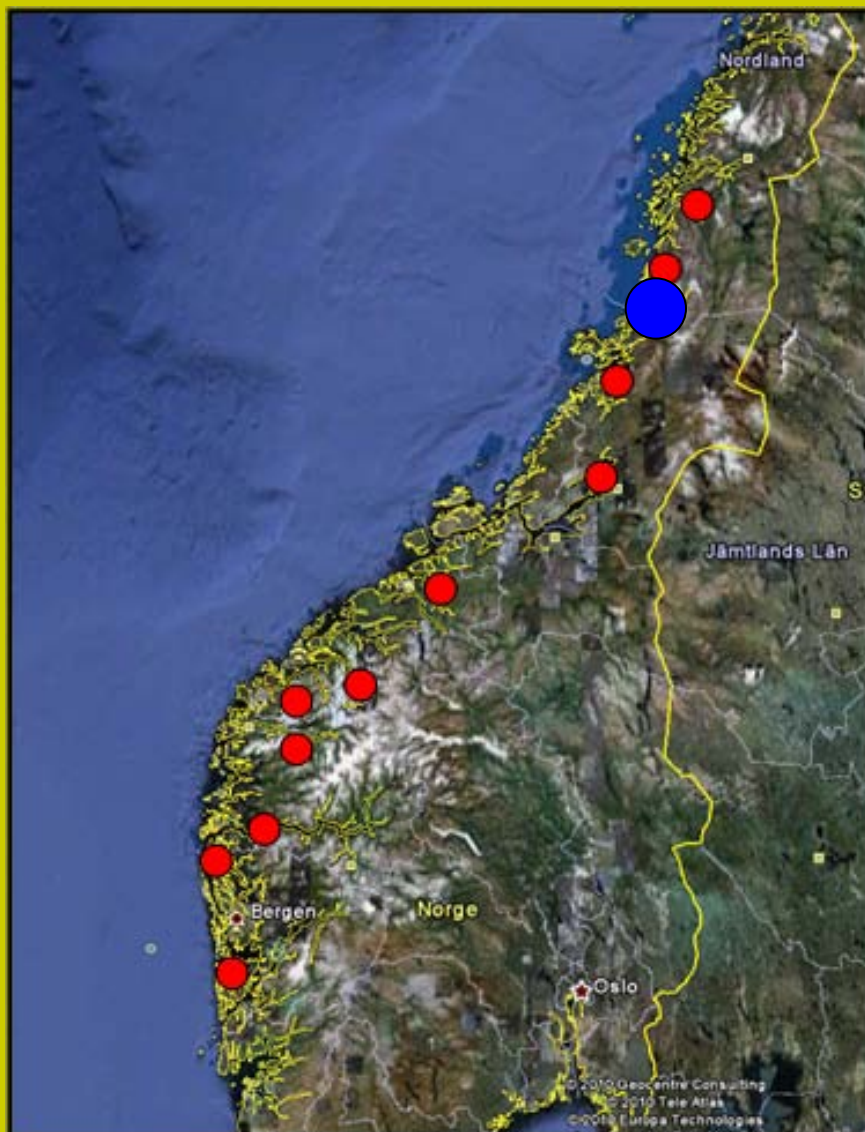 Nordland
S
Jämtlands Län
Bergen
Norge
Oslo
© 2010 Geocentre Consulting
© 2010 Tele Atlas
© 2010 Europa Technologies